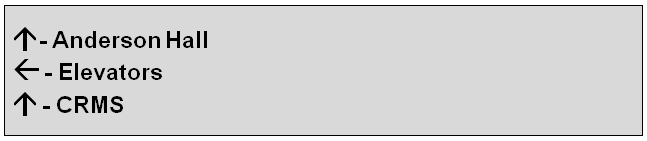 ↑- Anderson Hall
← - Elevators
↑ - CRMS